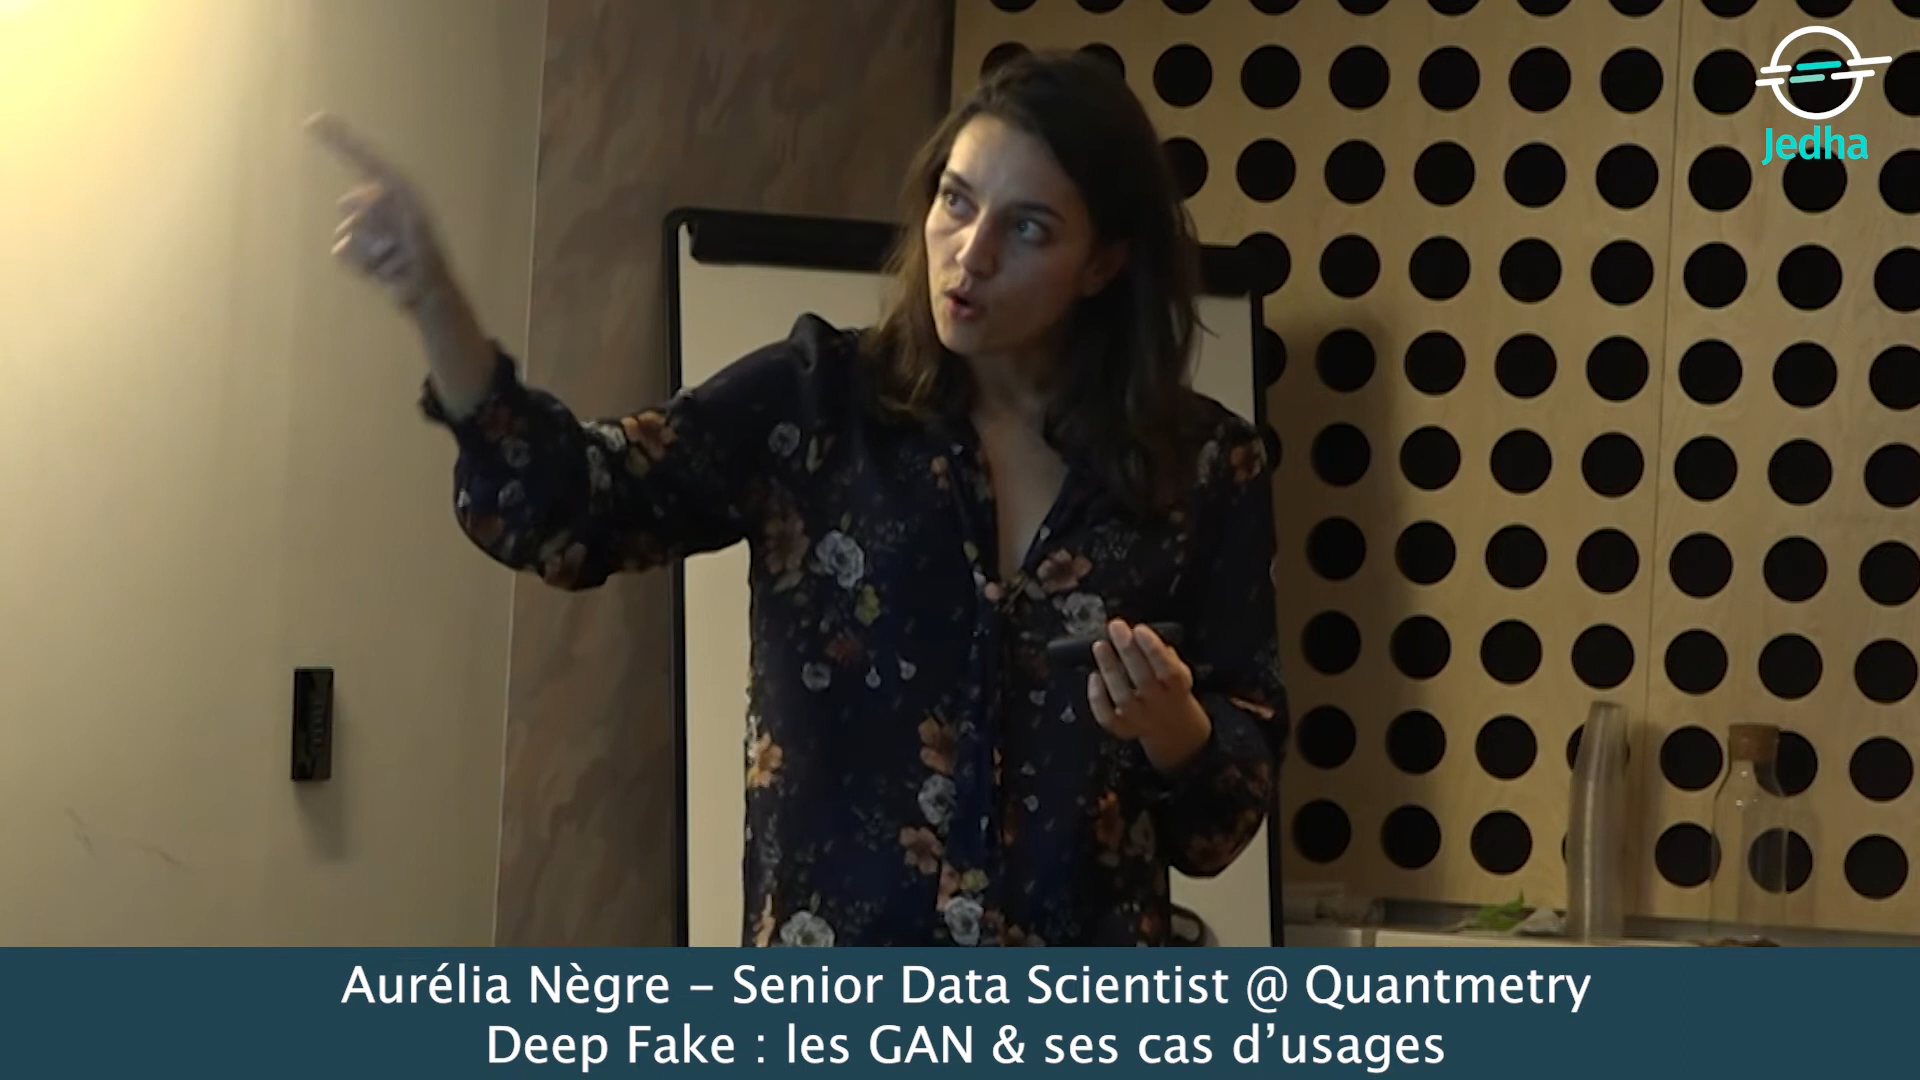 Jedha
Aurélia Nègre – Senior Data Scientist @ Quantmetry
Deep Fake : les GAN & ses cas d’usages